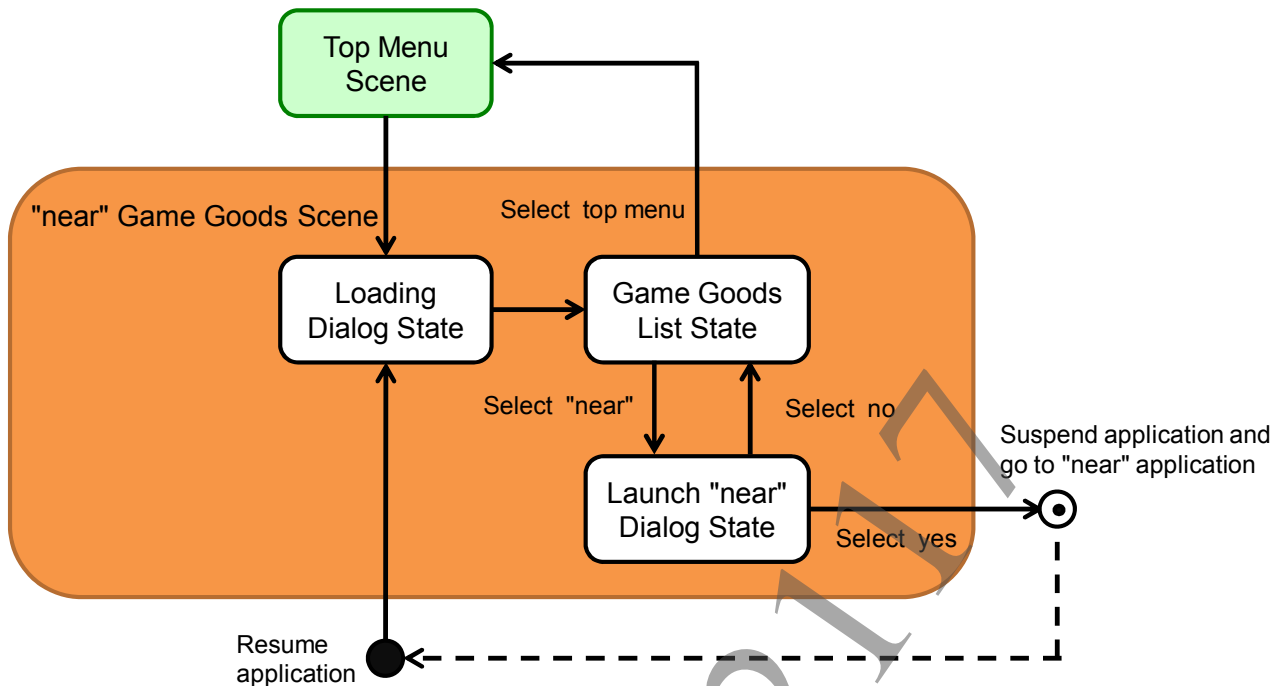 Top Menu
Scene
"near" Game Goods Scene
Select top menu
Loading
Dialog State
Game Goods
List State
Select "near"
Select no
Suspend application and
go to "near" application
Launch "near"
Dialog State
Select yes
Resume
application